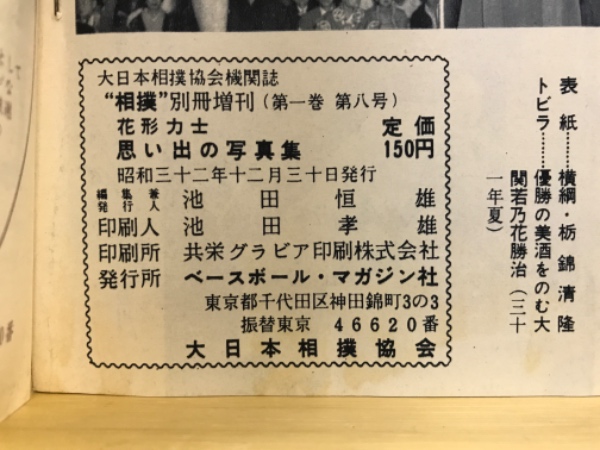 大日本相撲協会機関誌
“相撲”別冊増刊（第一巻 第八号）
花形力士 定価
思い出の写真集 150円
昭和三十二年十二月三十日発行
編集兼
発行人 池田恒雄
印刷人 池田孝雄
印刷所 共栄グラビア印刷株式会社
発行所 ベースボール・マガジン社
東京都千代田区神田錦町3の3
振替東京 46620番
大日本相撲協会
表紙……横綱・栃錦清隆
トビラ……優勝の美酒をのむ大
関若乃花勝治（三十
一年夏）